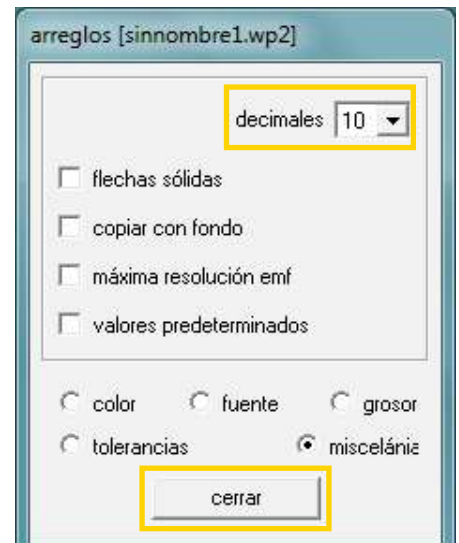 arreglos [sinnombre1.wp2]
decimales 10
flechas sólidas
copiar con fondo
máxima resolución emf
valores predeterminados
color fuente grosor
tolerancias miscelánia
cerrar